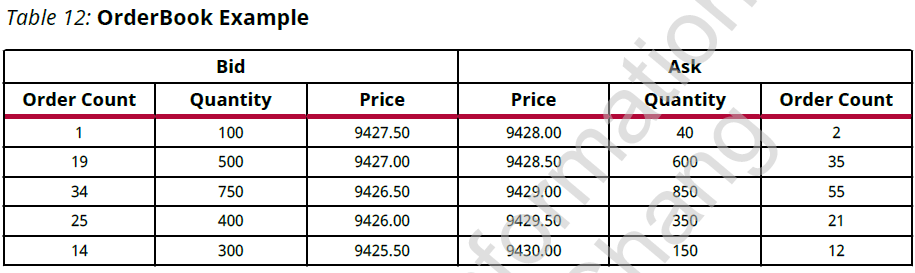 Table 12: OrderBook Example
Bid Ask
Order Count Quantity Price Price Quantity Order Count
1 100 9427.50 9428.00 40 2
19 500 9427.00 9428.50 600 35
34 750 9426.50 9429.00 850 55
25 400 9426.00 9429.50 350 21
14 300 9425.50 9430.00 150 12